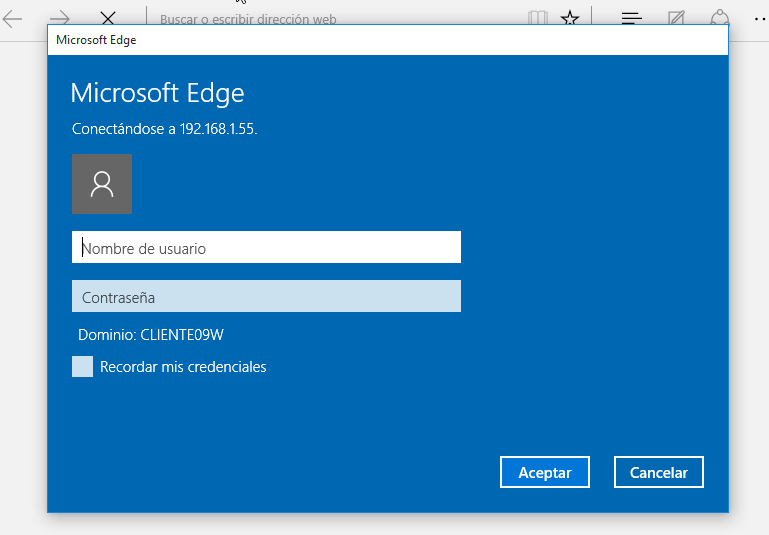 Buscar o escribir dirección web
Microsoft Edge
Microsoft Edge
Conectándose a 192.168.1.55.
Nombre de usuario
Contraseña
Dominio: CLIENTE09W
Recordar mis credenciales
Aceptar Cancelar